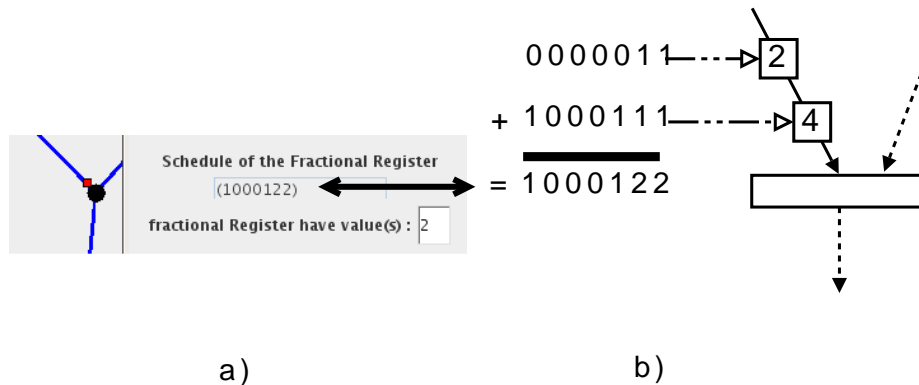 Schedule of the Fractional Register
(1000122)
fractional Register have value(s) : 2
0000011 2
+ 1000111 4
= 1000122
a) b)